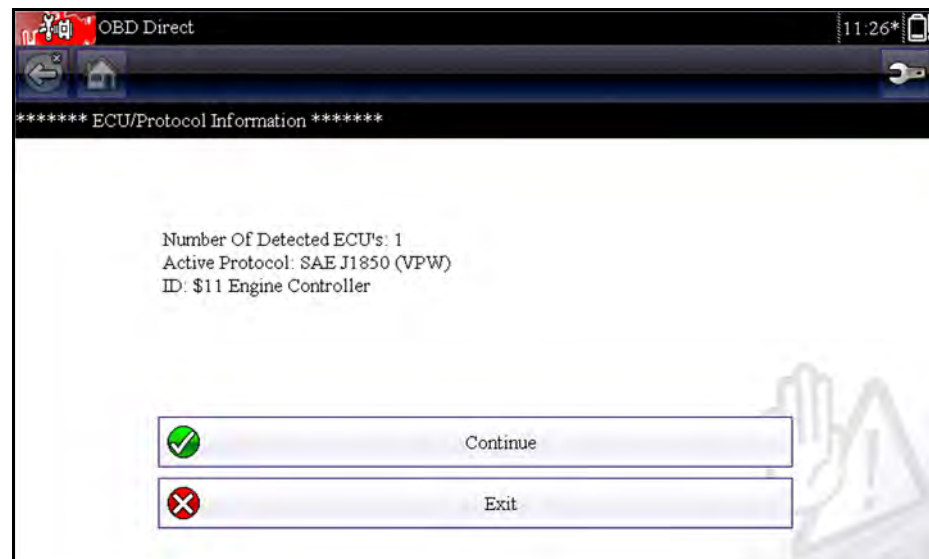 OBD Direct
11:26*
******* ECU/Protocol Information *******
Number Of Detected ECU's: 1
Active Protocol: SAE J1850 (VPW)
ID: $11 Engine Controller
Continue
Exit